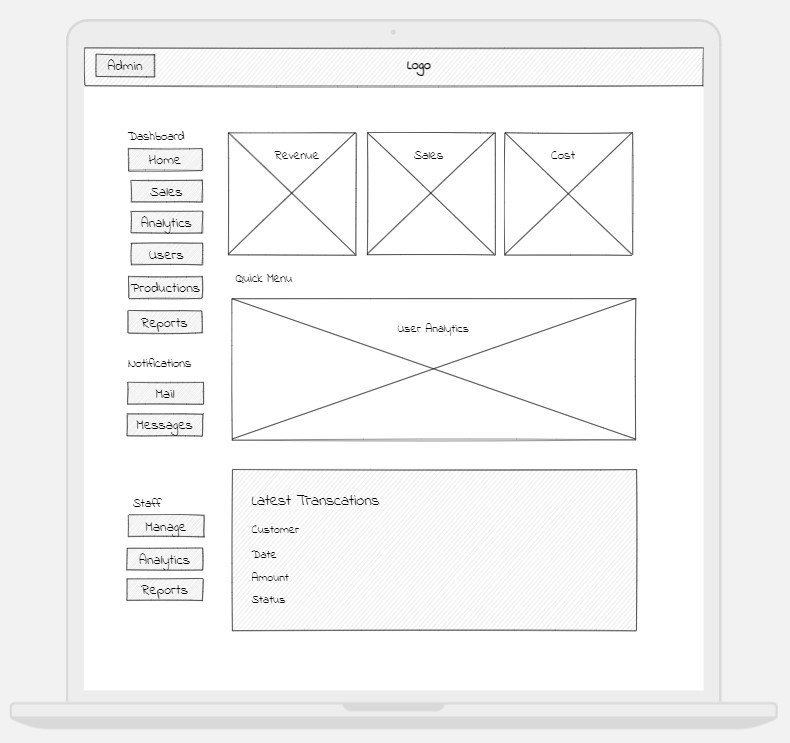 Admin
Logo
Dashboard
Home
Sales
Analytics
Users
Productions
Reports
Notifications
Mail
Messages
Staff
Manage
Analytics
Reports
Revenue
Sales
Cost
Quick Menu
User Analytics
Latest Transcations
Customer
Date
Amount
Status